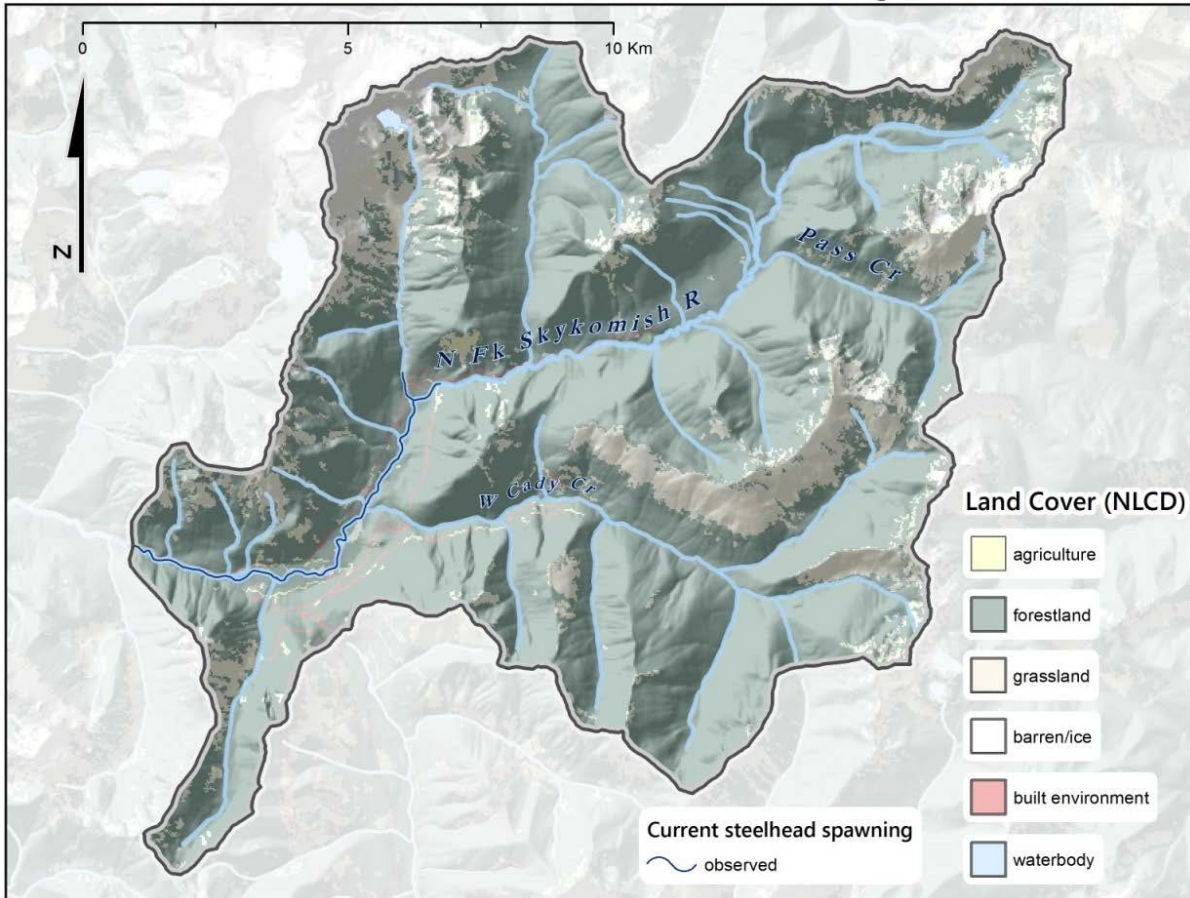 0 5 10 Km
N
N Fk Skykomish R
Pass Cr
W Cady Cr
Land Cover (NLCD)
agriculture
forestland
grassland
barren/ice
built environment
waterbody
Current steelhead spawning
observed